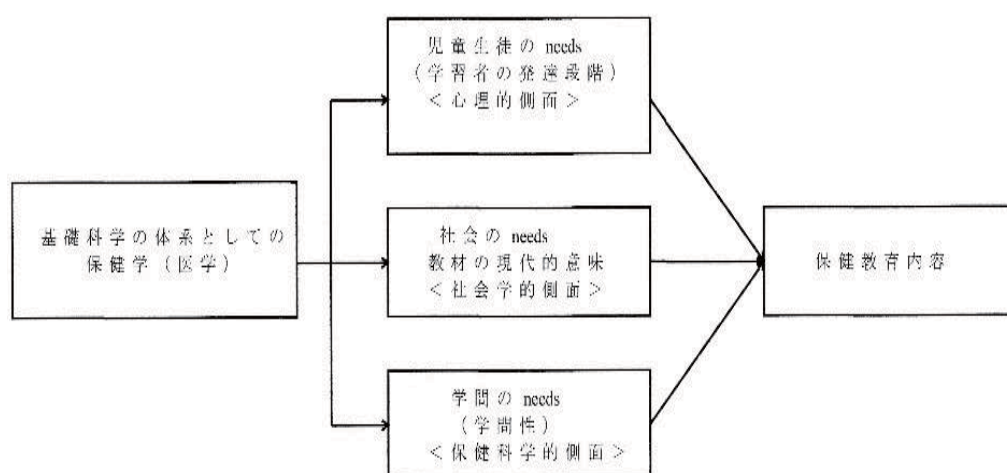 児童生徒の needs
(学習者の発達段階)
＜心理的側面＞
基礎科学の体系としての
保健学(医学)
社会の needs
教材の現代的意味
＜社会学的側面＞
保健教育内容
学問の needs
(学問性)
＜保健科学的側面＞